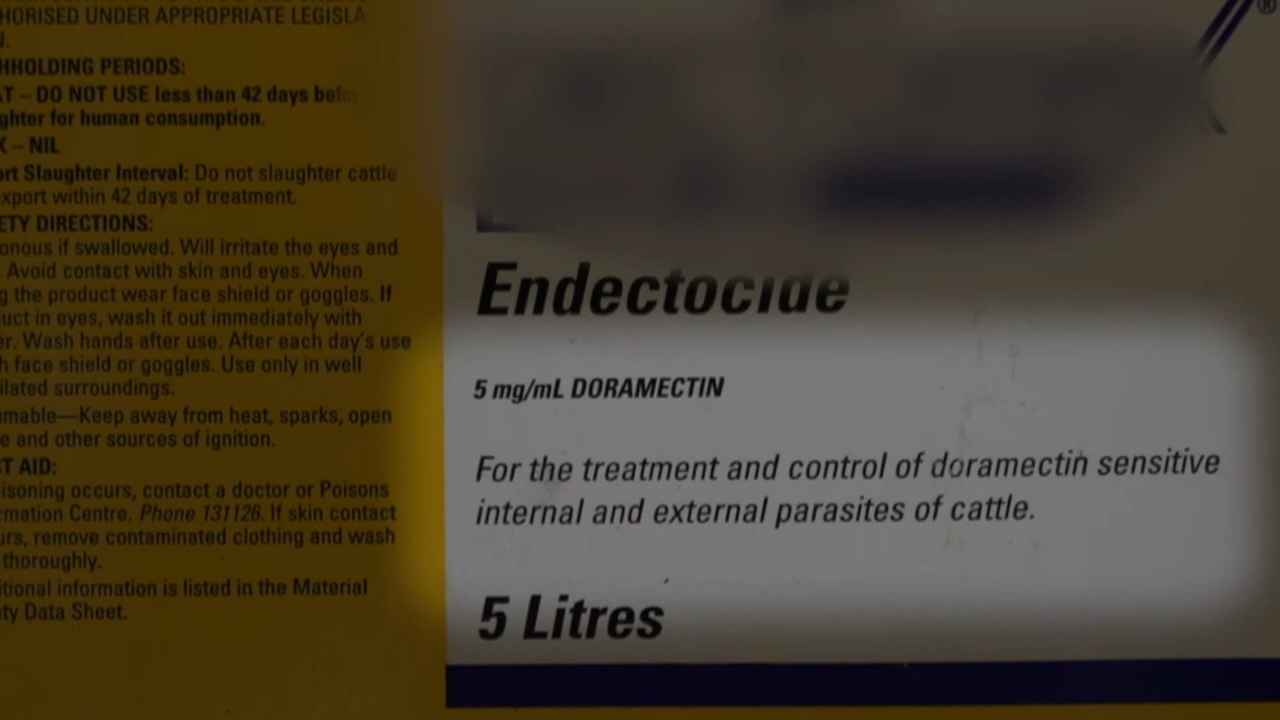 HORISED UNDER APPROPRIATE LEGISLA
N.
HHOLDING PERIODS:
AT – DO NOT USE less than 42 days befo
ghter for human consumption.
K – NIL
ort Slaughter Interval: Do not slaughter cattle
xport within 42 days of treatment.
ETY DIRECTIONS:
onous if swallowed. Will irritate the eyes and
. Avoid contact with skin and eyes. When
g the product wear face shield or goggles. If
uct in eyes, wash it out immediately with
er. Wash hands after use. After each day's use
h face shield or goggles. Use only in well
ilated surroundings.
mmable—Keep away from heat, sparks, open
e and other sources of ignition.
ST AID:
oisoning occurs, contact a doctor or Poisons
rmation Centre. Phone 131126. If skin contact
urs, remove contaminated clothing and wash
thoroughly.
itional information is listed in the Material
ety Data Sheet.
®
Endectocide
5 mg/mL DORAMECTIN
For the treatment and control of doramectin sensitive
internal and external parasites of cattle.
5 Litres